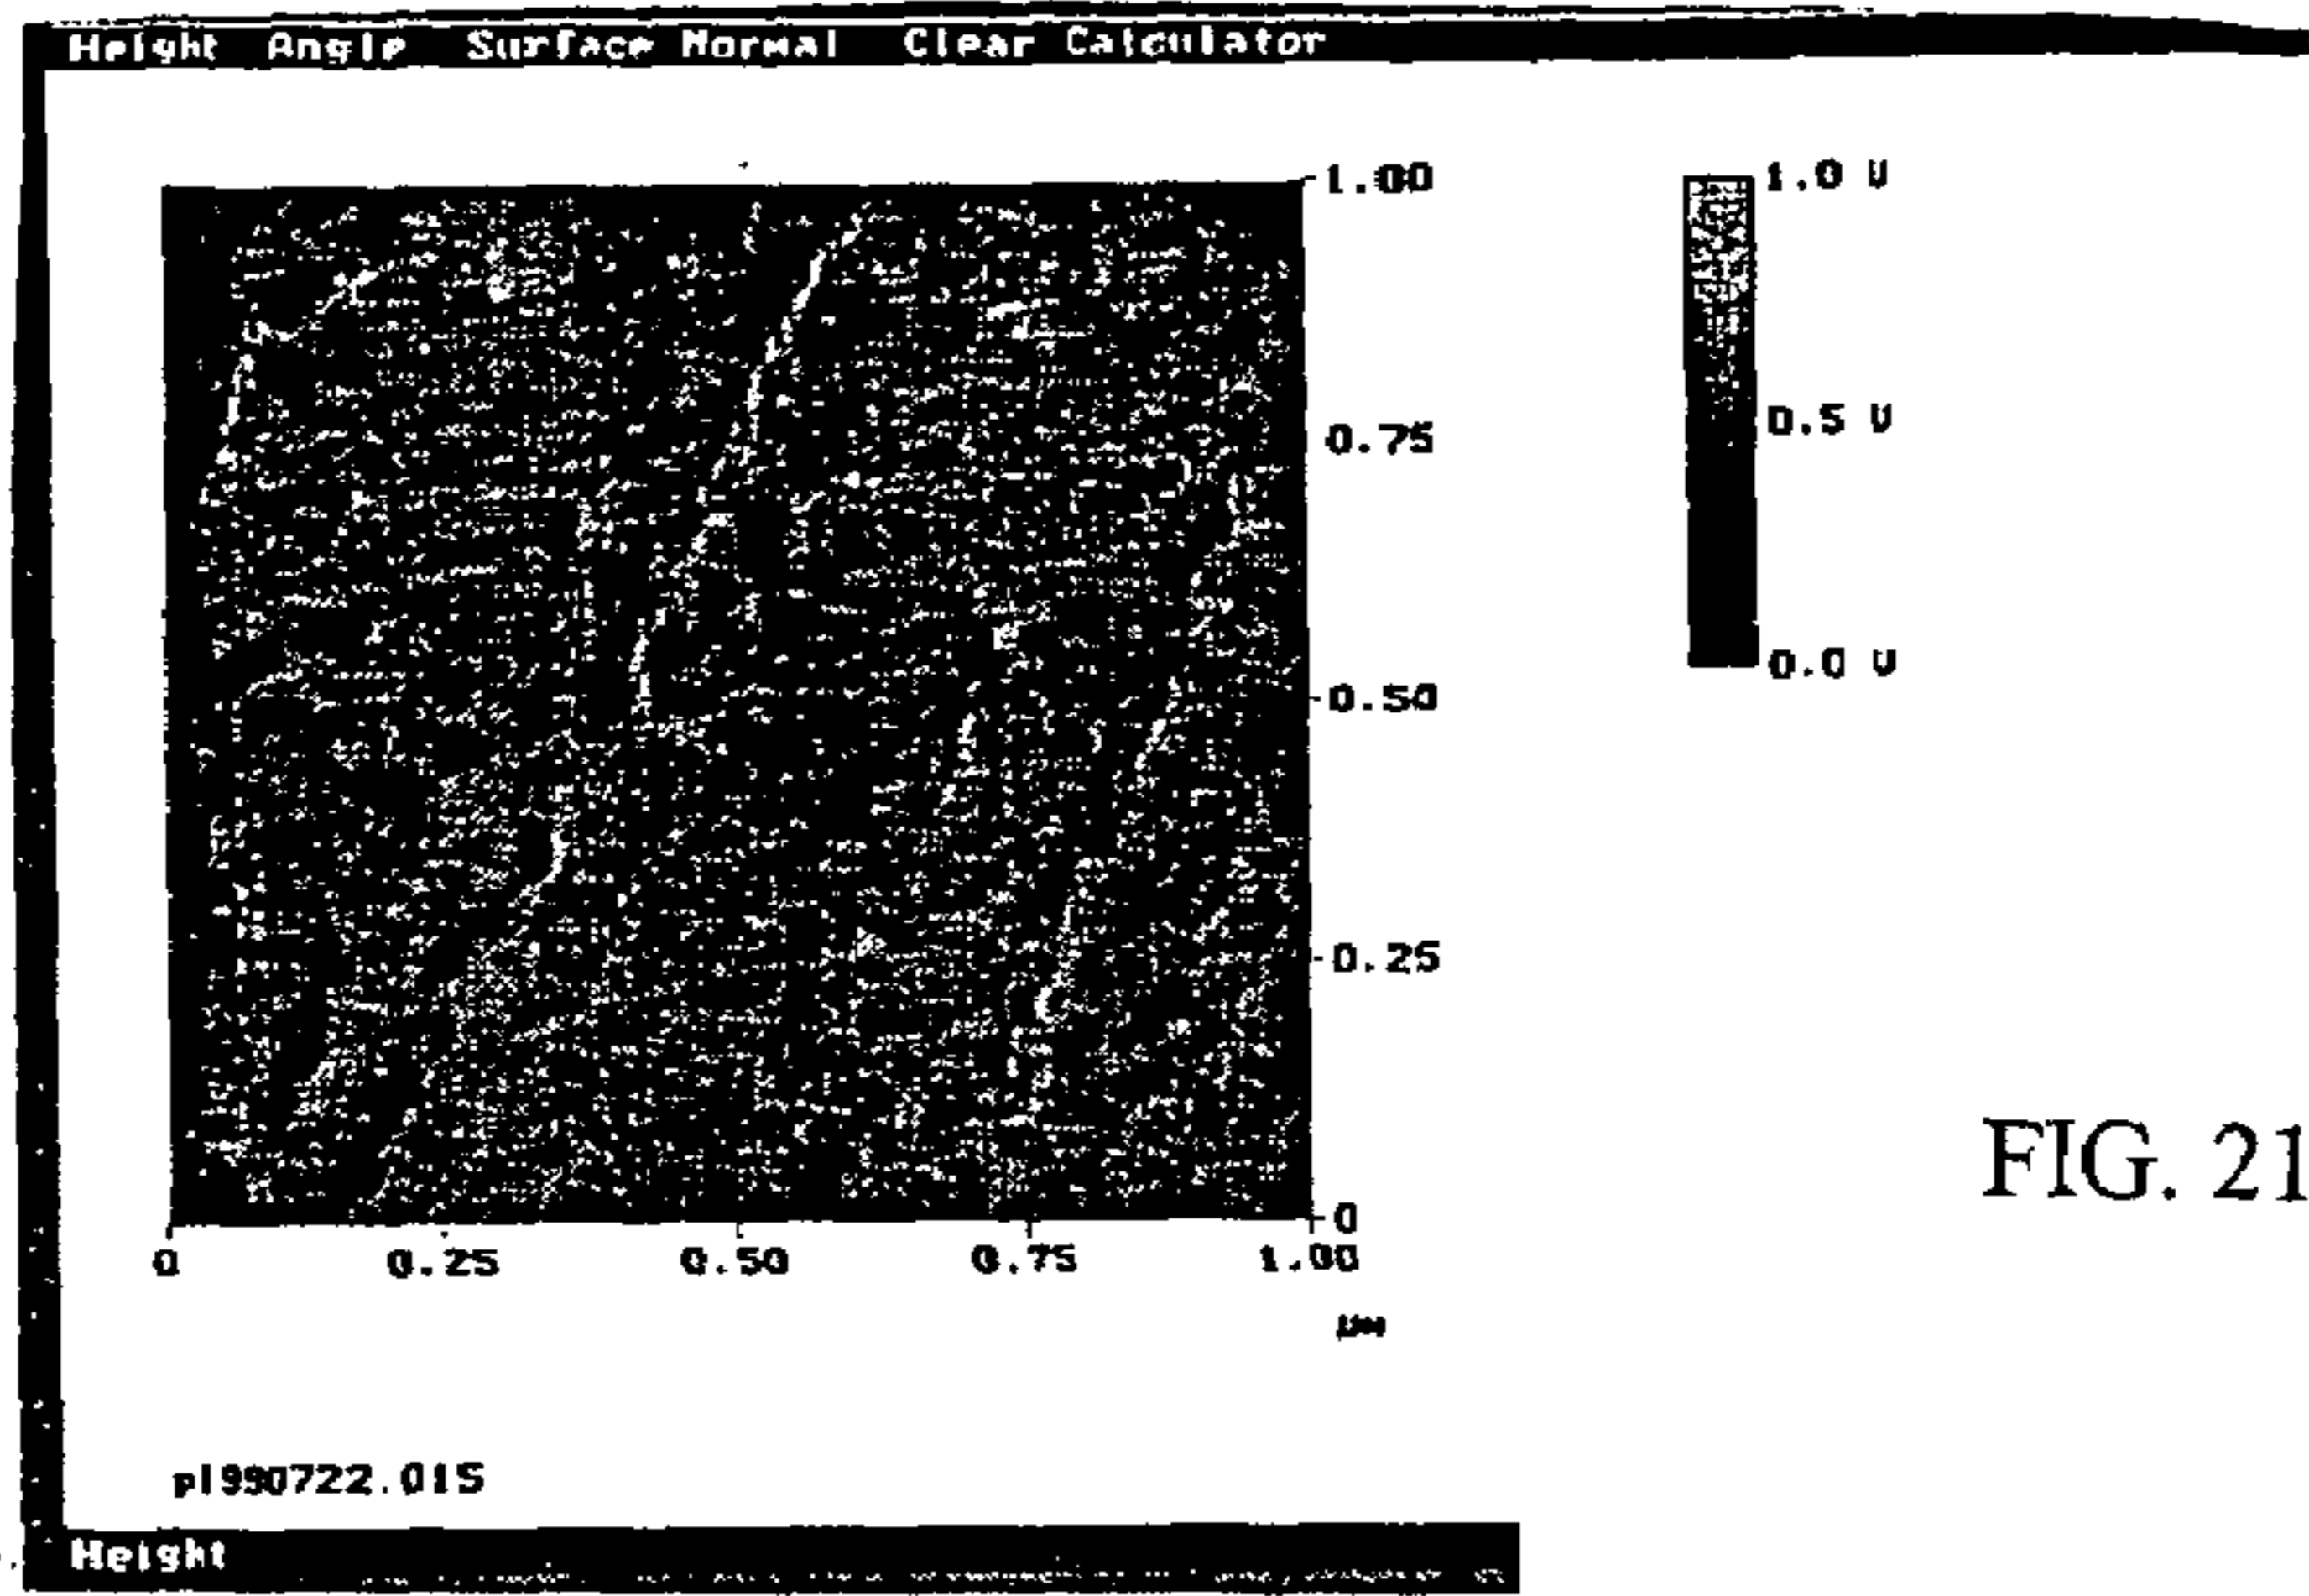 Height Angle Surface Normal Clear Calculator
1.00
0.75
0.50
0.25
0
1.0 V
0.5 V
0.0 V
0 0.25 0.50 0.75 1.00
µm
FIG. 21
pl990722.01S
Height